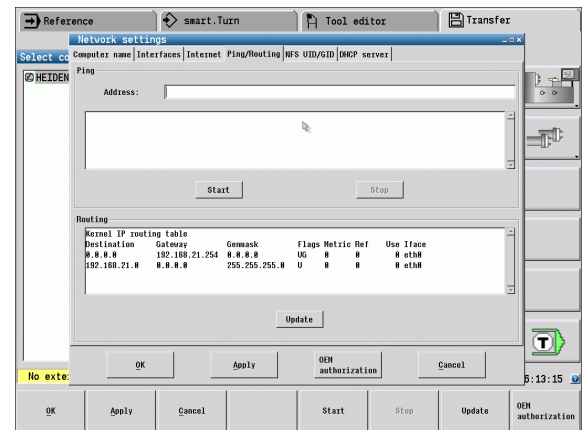 Reference smart.Turn Tool editor Transfer
Network settings
Select co
Computer name Interfaces Internet Ping/Routing NFS UID/GID DHCP server
HEIDEN
Ping
Address:
Start Stop
Routing
Kernel IP routing table
Destination Gateway Genmask Flags Metric Ref Use Iface
0.0.0.0 192.168.21.254 0.0.0.0 UG 0 0 0 eth0
192.168.21.0 0.0.0.0 255.255.255.0 U 0 0 0 eth0
Update
T
OK Apply OEM authorization Cancel
No exte
6:13:15
OK Apply Cancel Start Stop Update OEM authorization